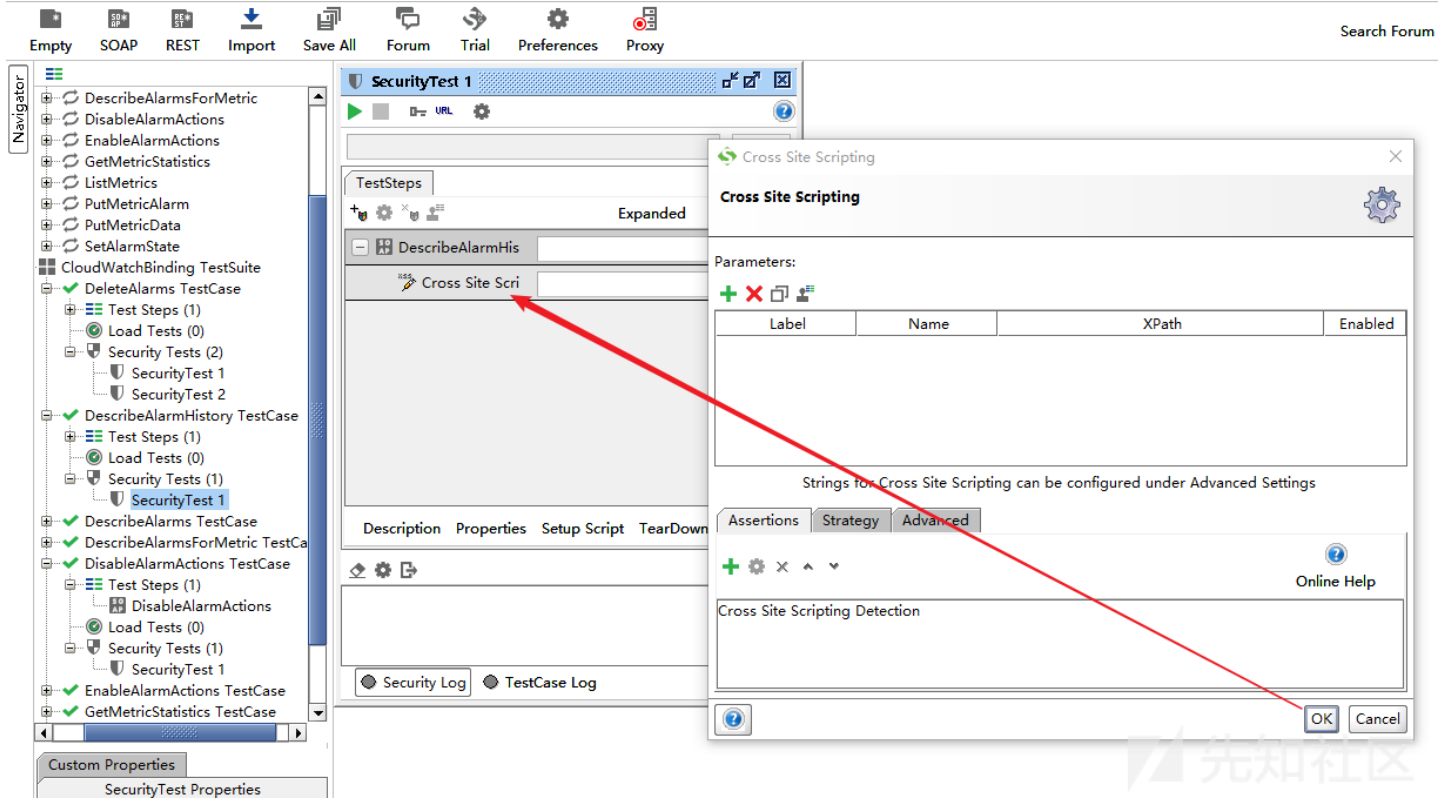 Empty SOAP REST Import Save All Forum Trial Preferences Proxy
Search Forum
Navigator
DescribeAlarmsForMetric
DisableAlarmActions
EnableAlarmActions
GetMetricStatistics
ListMetrics
PutMetricAlarm
PutMetricData
SetAlarmState
CloudWatchBinding TestSuite
DeleteAlarms TestCase
Test Steps (1)
Load Tests (0)
Security Tests (2)
SecurityTest 1
SecurityTest 2
DescribeAlarmHistory TestCase
Test Steps (1)
Load Tests (0)
Security Tests (1)
SecurityTest 1
DescribeAlarms TestCase
DescribeAlarmsForMetric TestCa
DisableAlarmActions TestCase
Test Steps (1)
DisableAlarmActions
Load Tests (0)
Security Tests (1)
SecurityTest 1
EnableAlarmActions TestCase
GetMetricStatistics TestCase
Custom Properties
SecurityTest Properties
SecurityTest 1
URL
TestSteps
Expanded
DescribeAlarmHis
Cross Site Scri
Description Properties Setup Script TearDown
Security Log TestCase Log
Cross Site Scripting
Cross Site Scripting
Parameters:
Label Name XPath Enabled
Strings for Cross Site Scripting can be configured under Advanced Settings
Assertions Strategy Advanced
Online Help
Cross Site Scripting Detection
OK Cancel
先知社区